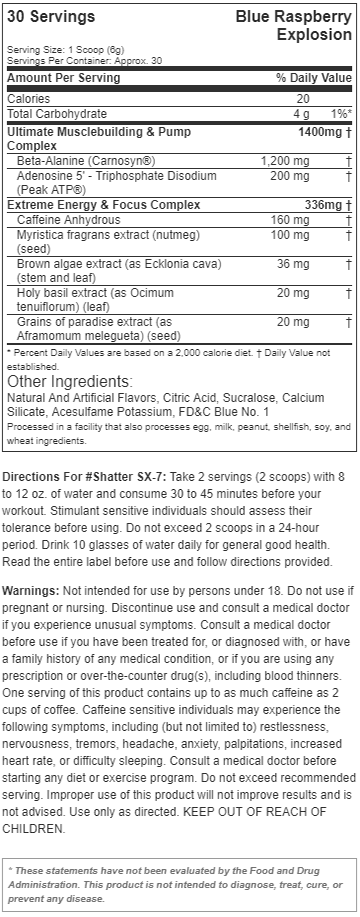 30 Servings Blue Raspberry
Explosion
Serving Size: 1 Scoop (6g)
Servings Per Container: Approx. 30
Amount Per Serving % Daily Value
Calories 20
Total Carbohydrate 4 g 1%*
Ultimate Musclebuilding & Pump 1400mg †
Complex
Beta-Alanine (Carnosyn®) 1,200 mg †
Adenosine 5' - Triphosphate Disodium 200 mg †
(Peak ATP®)
Extreme Energy & Focus Complex 336mg †
Caffeine Anhydrous 160 mg †
Myristica fragrans extract (nutmeg) 100 mg †
(seed)
Brown algae extract (as Ecklonia cava) 36 mg †
(stem and leaf)
Holy basil extract (as Ocimum 20 mg †
tenuiflorum) (leaf)
Grains of paradise extract (as 20 mg †
Aframomum melegueta) (seed)
* Percent Daily Values are based on a 2,000 calorie diet. † Daily Value not
established.
Other Ingredients:
Natural And Artificial Flavors, Citric Acid, Sucralose, Calcium
Silicate, Acesulfame Potassium, FD&C Blue No. 1
Processed in a facility that also processes egg, milk, peanut, shellfish, soy, and
wheat ingredients.
Directions For #Shatter SX-7: Take 2 servings (2 scoops) with 8
to 12 oz. of water and consume 30 to 45 minutes before your
workout. Stimulant sensitive individuals should assess their
tolerance before using. Do not exceed 2 scoops in a 24-hour
period. Drink 10 glasses of water daily for general good health.
Read the entire label before use and follow directions provided.
Warnings: Not intended for use by persons under 18. Do not use if
pregnant or nursing. Discontinue use and consult a medical doctor
if you experience unusual symptoms. Consult a medical doctor
before use if you have been treated for, or diagnosed with, or have
a family history of any medical condition, or if you are using any
prescription or over-the-counter drug(s), including blood thinners.
One serving of this product contains up to as much caffeine as 2
cups of coffee. Caffeine sensitive individuals may experience the
following symptoms, including (but not limited to) restlessness,
nervousness, tremors, headache, anxiety, palpitations, increased
heart rate, or difficulty sleeping. Consult a medical doctor before
starting any diet or exercise program. Do not exceed recommended
serving. Improper use of this product will not improve results and is
not advised. Use only as directed. KEEP OUT OF REACH OF
CHILDREN.
* These statements have not been evaluated by the Food and Drug
Administration. This product is not intended to diagnose, treat, cure, or
prevent any disease.